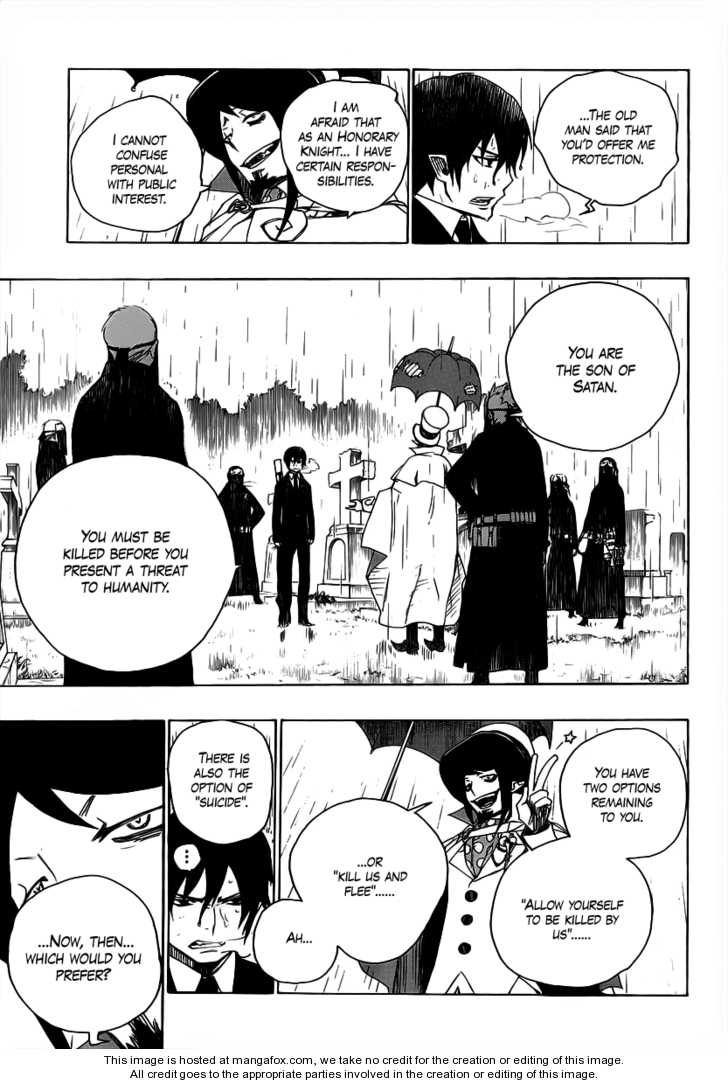 ...THE OLD
MAN SAID THAT
YOU'D OFFER ME
PROTECTION.
I AM
AFRAID THAT
AS AN HONORARY
KNIGHT... I HAVE
CERTAIN RESPON-
SIBILITIES.
I CANNOT
CONFUSE
PERSONAL
WITH PUBLIC
INTEREST.
YOU ARE
THE SON OF
SATAN.
YOU MUST BE
KILLED BEFORE YOU
PRESENT A THREAT
TO HUMANITY.
YOU HAVE
TWO OPTIONS
REMAINING
TO YOU.
"ALLOW YOURSELF
TO BE KILLED BY
US"......
...OR
"KILL US AND
FLEE"......
AH...
THERE IS
ALSO THE
OPTION OF
"SUICIDE".
...
...NOW, THEN...
WHICH WOULD YOU
PREFER?
This image is hosted at mangafox.com, we take no credit for the creation or editing of this image.
All credit goes to the appropriate parties involved in the creation or editing of this image.